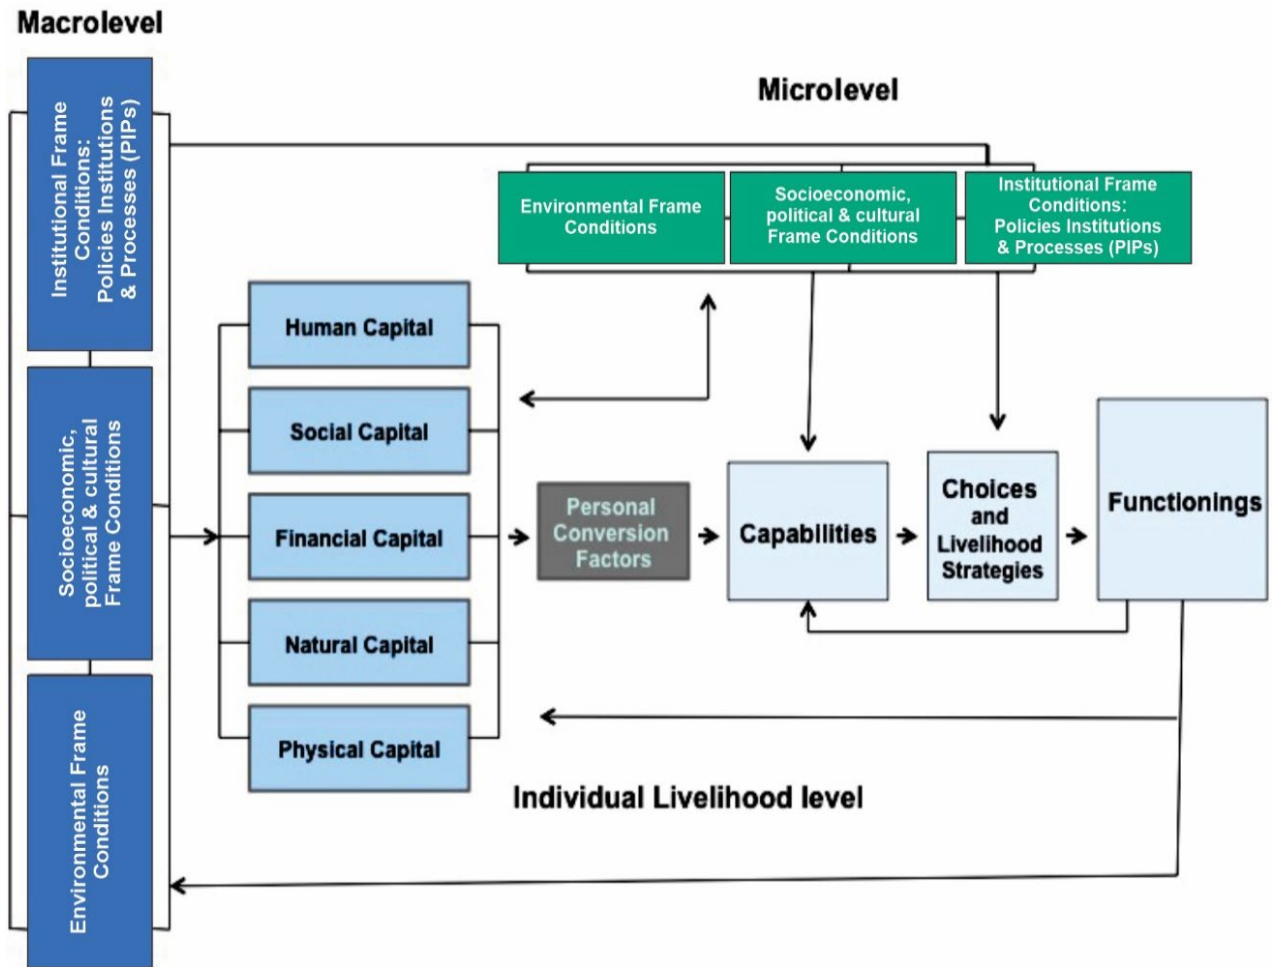 Macrolevel
Institutional Frame
Conditions:
Policies Institutions
& Processes (PIPs)
Socioeconomic,
political & cultural
Frame Conditions
Environmental Frame
Conditions
Microlevel
Environmental Frame
Conditions
Socioeconomic,
political & cultural
Frame Conditions
Institutional Frame
Conditions:
Policies Institutions
& Processes (PIPs)
Human Capital
Social Capital
Financial Capital
Natural Capital
Physical Capital
Personal
Conversion
Factors
Capabilities
Choices
and
Livelihood
Strategies
Functionings
Individual Livelihood level